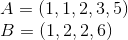 A = (1, 1, 2, 3, 5)
B = (1, 2, 2, 6)